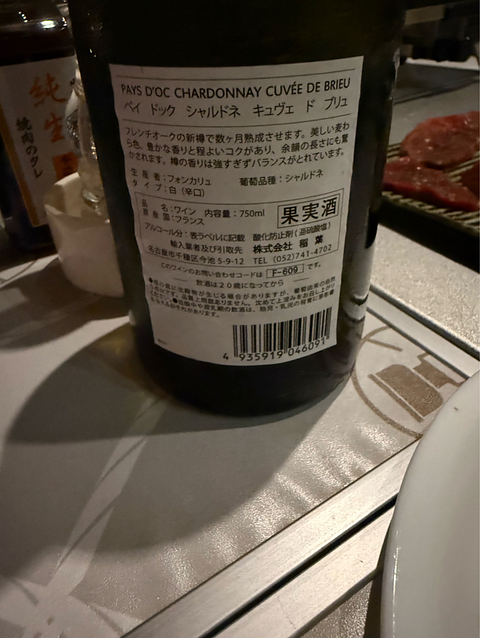 PAYS D'OC CHARDONNAY CUVÉE DE BRIEU
ペイ ドック シャルドネ キュヴェ ド ブリュ
フレンチオークの新樽で数ヶ月熟成させます。美しい麦わ
ら色、豊かな香りと程よいコクがあり、余韻の長さにも驚
かされます。樽の香りは強すぎずバランスがとれています。
生産者:フォンカリュ 葡萄品種:シャルドネ
タイプ:白(辛口)
品名:ワイン 内容量:750ml
原産国:フランス
果実酒
アルコール分:表ラベルに記載 酸化防止剤(亜硫酸塩)
輸入業者及び引取先 株式会社 稲葉
名古屋市千種区今池 5-9-12 TEL (052)741-4702
このワインのお問い合わせコードは F-609 です。
飲酒は20歳になってから
4 935919 046091
純生
焼肉のタレ